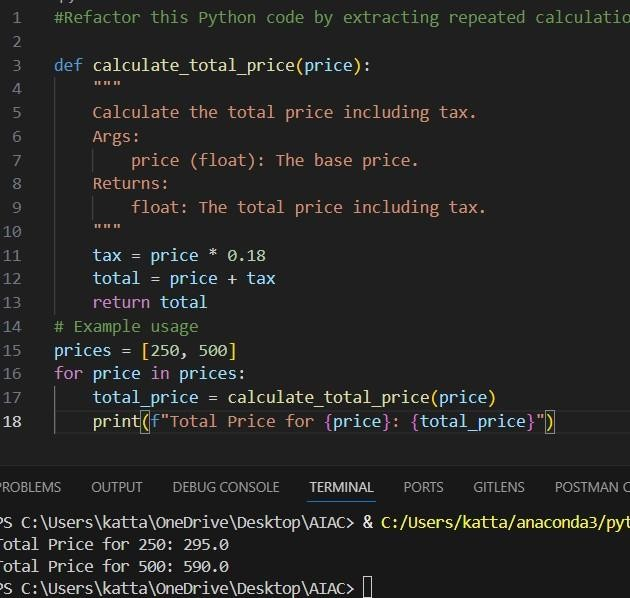 1 #Refactor this Python code by extracting repeated
2
3 def calculate_total_price(price):
4 """
5 Calculate the total price including tax.
6 Args:
7 price (float): The base price.
8 Returns:
9 float: The total price including tax.
10 """
11 tax = price * 0.18
12 total = price + tax
13 return total
14 # Example usage
15 prices = [250, 500]
16 for price in prices:
17 total_price = calculate_total_price(price)
18 print(f"Total Price for {price}: {total_price}")
OUTPUT DEBUG CONSOLE TERMINAL PORTS GITLENS POSTMAN
PS C:\Users\katta\OneDrive\Desktop\AIAC> & C:/Users/katta/anaconda3/pyt
Total Price for 250: 295.0
Total Price for 500: 590.0
PS C:\Users\katta\OneDrive\Desktop\AIAC>